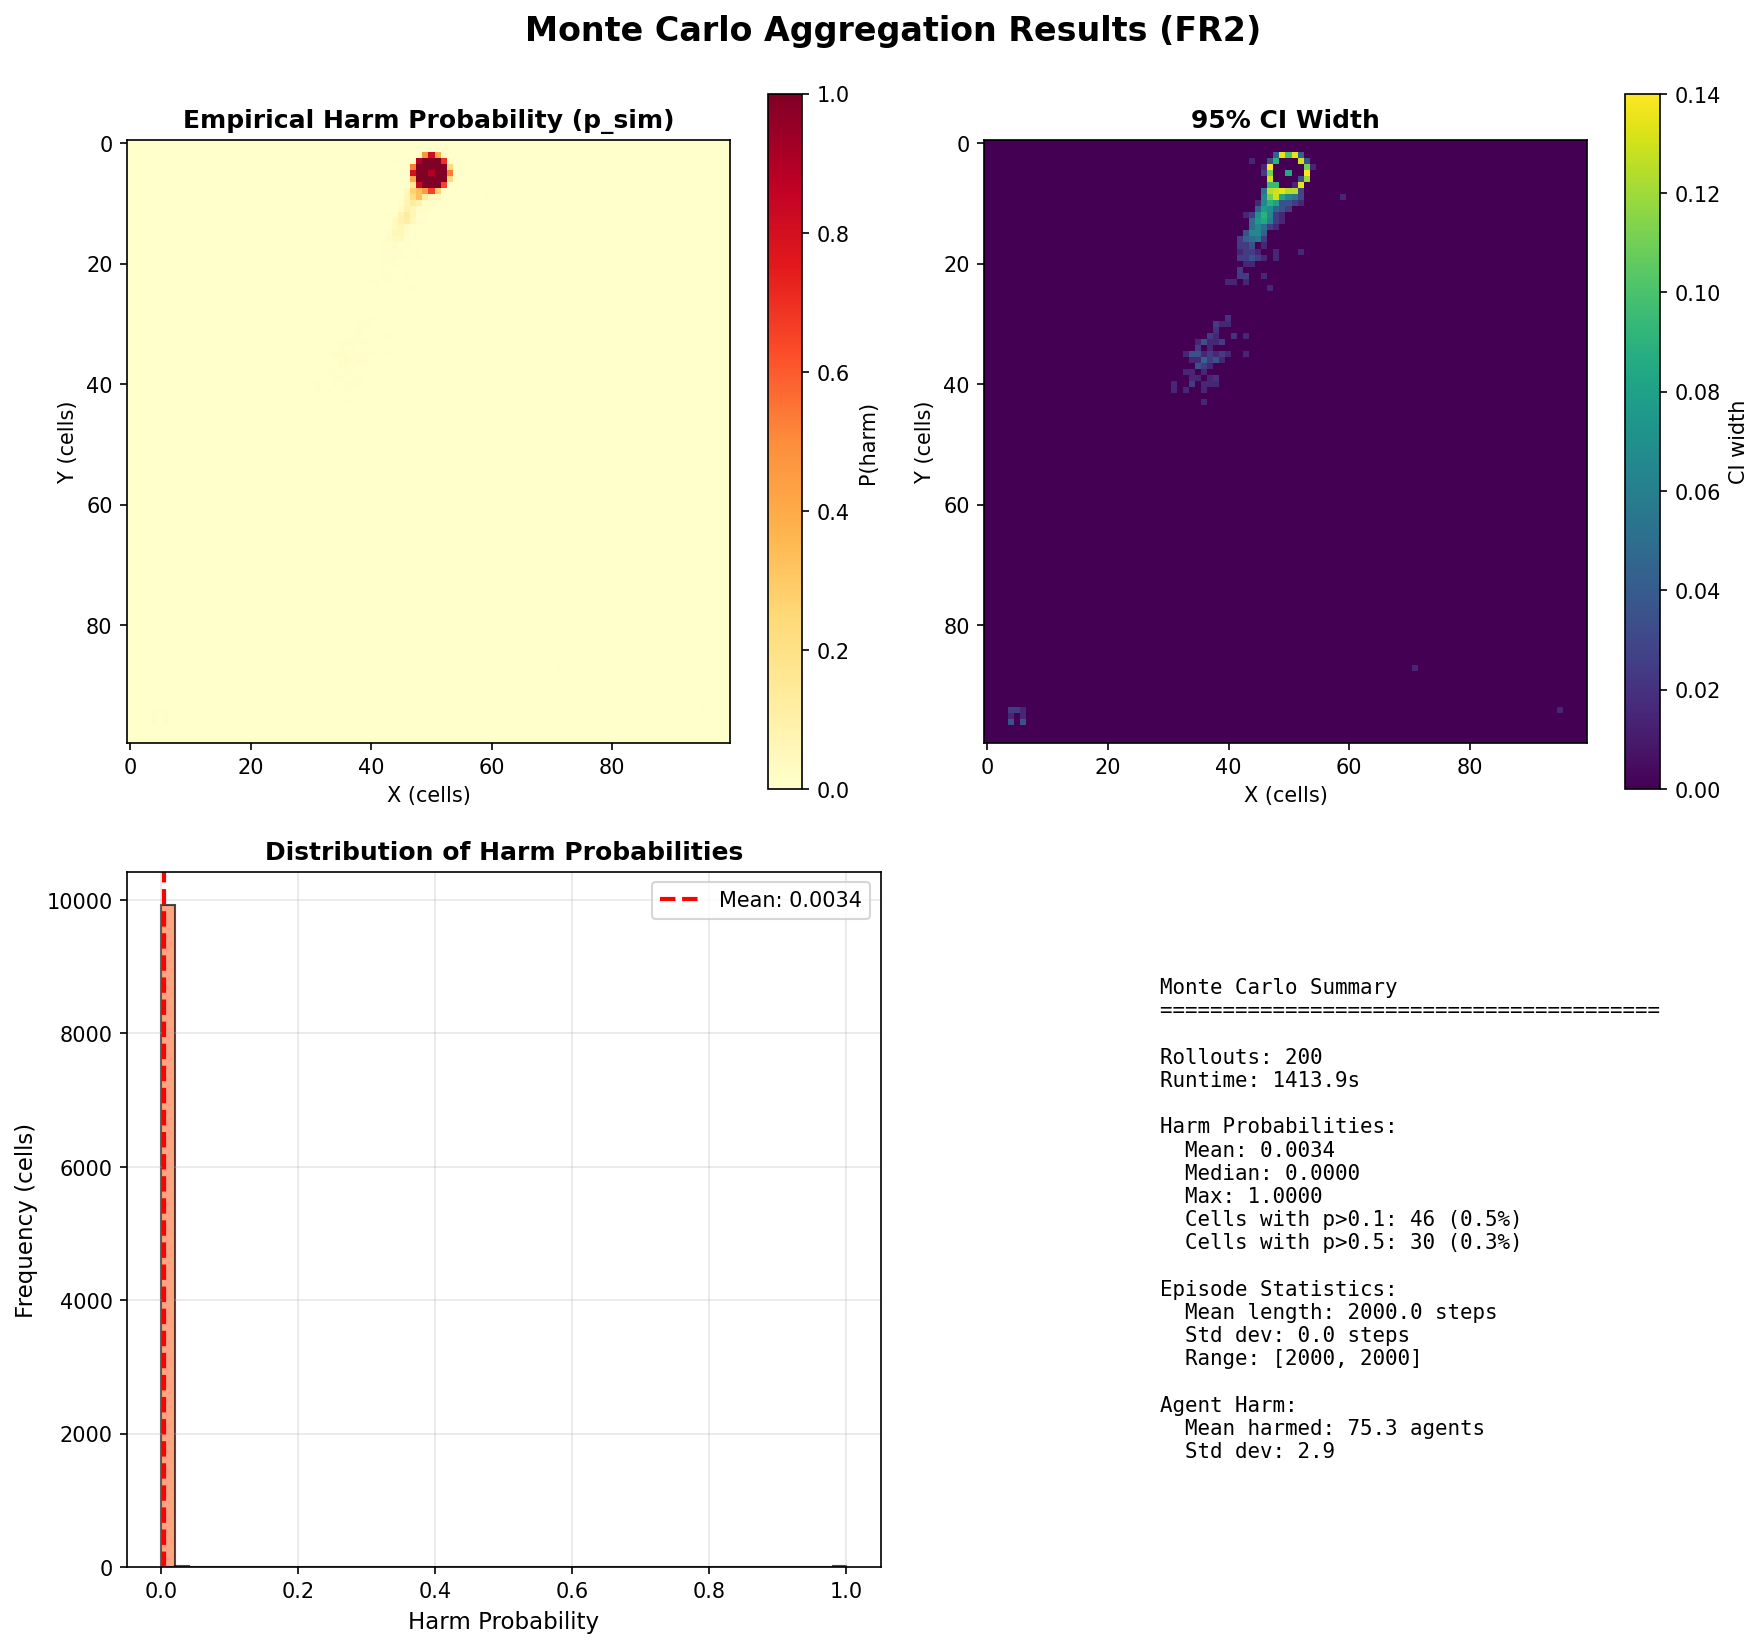 Monte Carlo Aggregation Results (FR2)
Empirical Harm Probability (p_sim)
0
20
40
60
80
Y (cells)
0
20
40
60
80
X (cells)
1.0
0.8
0.6
0.4
0.2
0.0
P(harm)
95% CI Width
0
20
40
60
80
Y (cells)
0
20
40
60
80
X (cells)
0.14
0.12
0.10
0.08
0.06
0.04
0.02
0.00
CI width
Distribution of Harm Probabilities
Mean: 0.0034
10000
8000
6000
4000
2000
0
Frequency (cells)
0.0
0.2
0.4
0.6
0.8
1.0
Harm Probability
Monte Carlo Summary
========================================
Rollouts: 200
Runtime: 1413.9s
Harm Probabilities:
Mean: 0.0034
Median: 0.0000
Max: 1.0000
Cells with p>0.1: 46 (0.5%)
Cells with p>0.5: 30 (0.3%)
Episode Statistics:
Mean length: 2000.0 steps
Std dev: 0.0 steps
Range: [2000, 2000]
Agent Harm:
Mean harmed: 75.3 agents
Std dev: 2.9